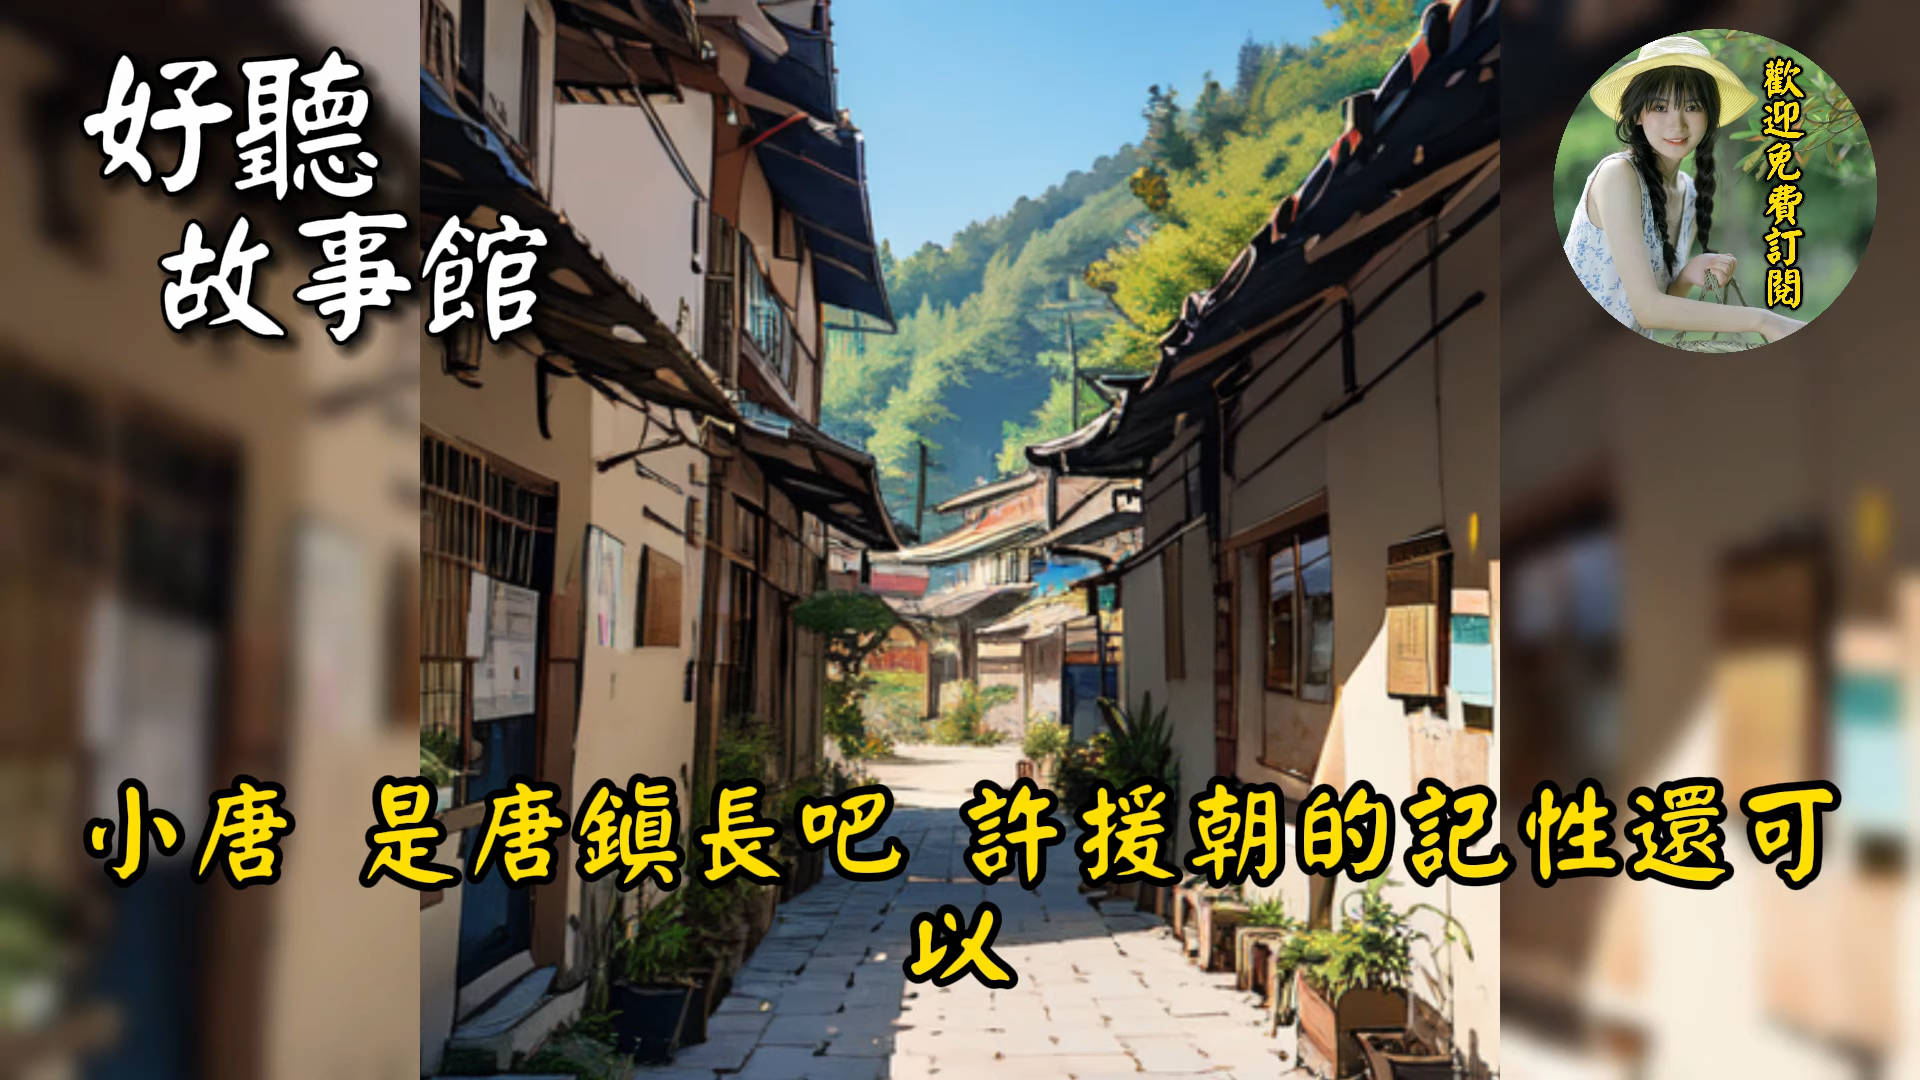 好聽
故事館
歡迎免費訂閱
小唐 是唐鎮長吧 許援朝的記性還可
以